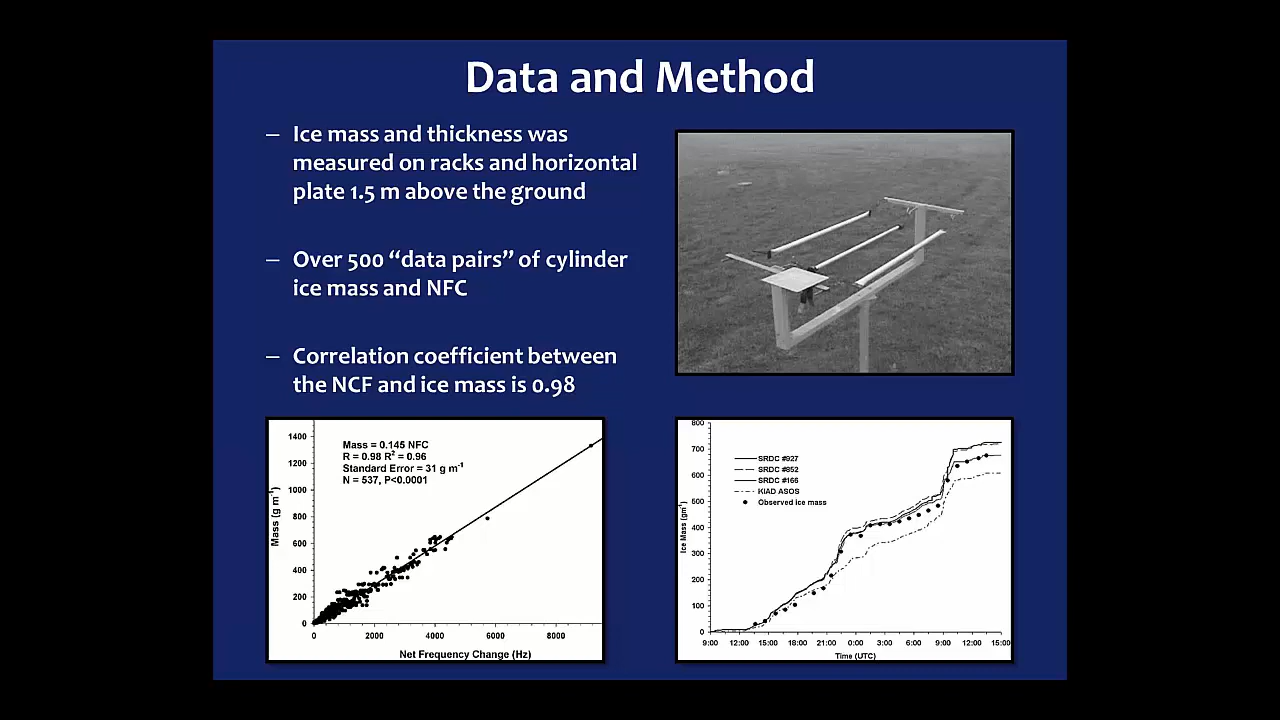 Data and Method
– Ice mass and thickness was
measured on racks and horizontal
plate 1.5 m above the ground
– Over 500 “data pairs” of cylinder
ice mass and NFC
– Correlation coefficient between
the NCF and ice mass is 0.98
Mass = 0.145 NFC
R = 0.98 R² = 0.96
Standard Error = 31 g m⁻¹
N = 537, P<0.0001
Mass (g m⁻¹)
1400
1200
1000
800
600
400
200
0
0 2000 4000 6000 8000
Net Frequency Change (Hz)
SRDC #927
SRDC #852
SRDC #166
KIAD ASOS
Observed ice mass
Ice Mass (gm⁻¹)
800
700
600
500
400
300
200
100
0
9:00 12:00 15:00 18:00 21:00 0:00 3:00 6:00 9:00 12:00 15:00
Time (UTC)